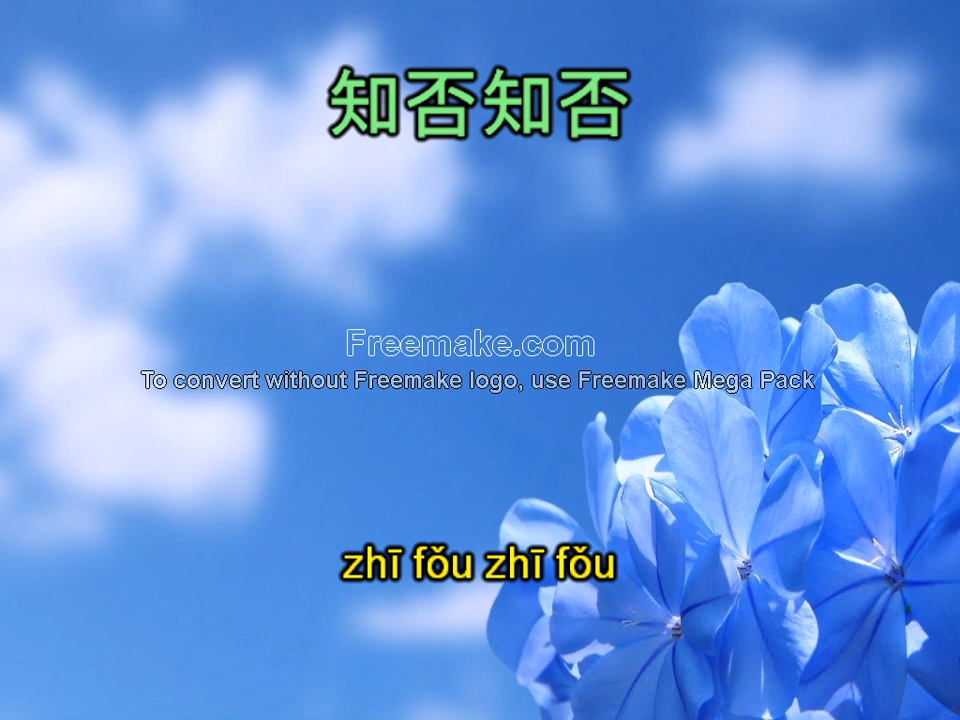 知否知否
Freemake.com
To convert without Freemake logo, use Freemake Mega Pack
zhī fǒu zhī fǒu